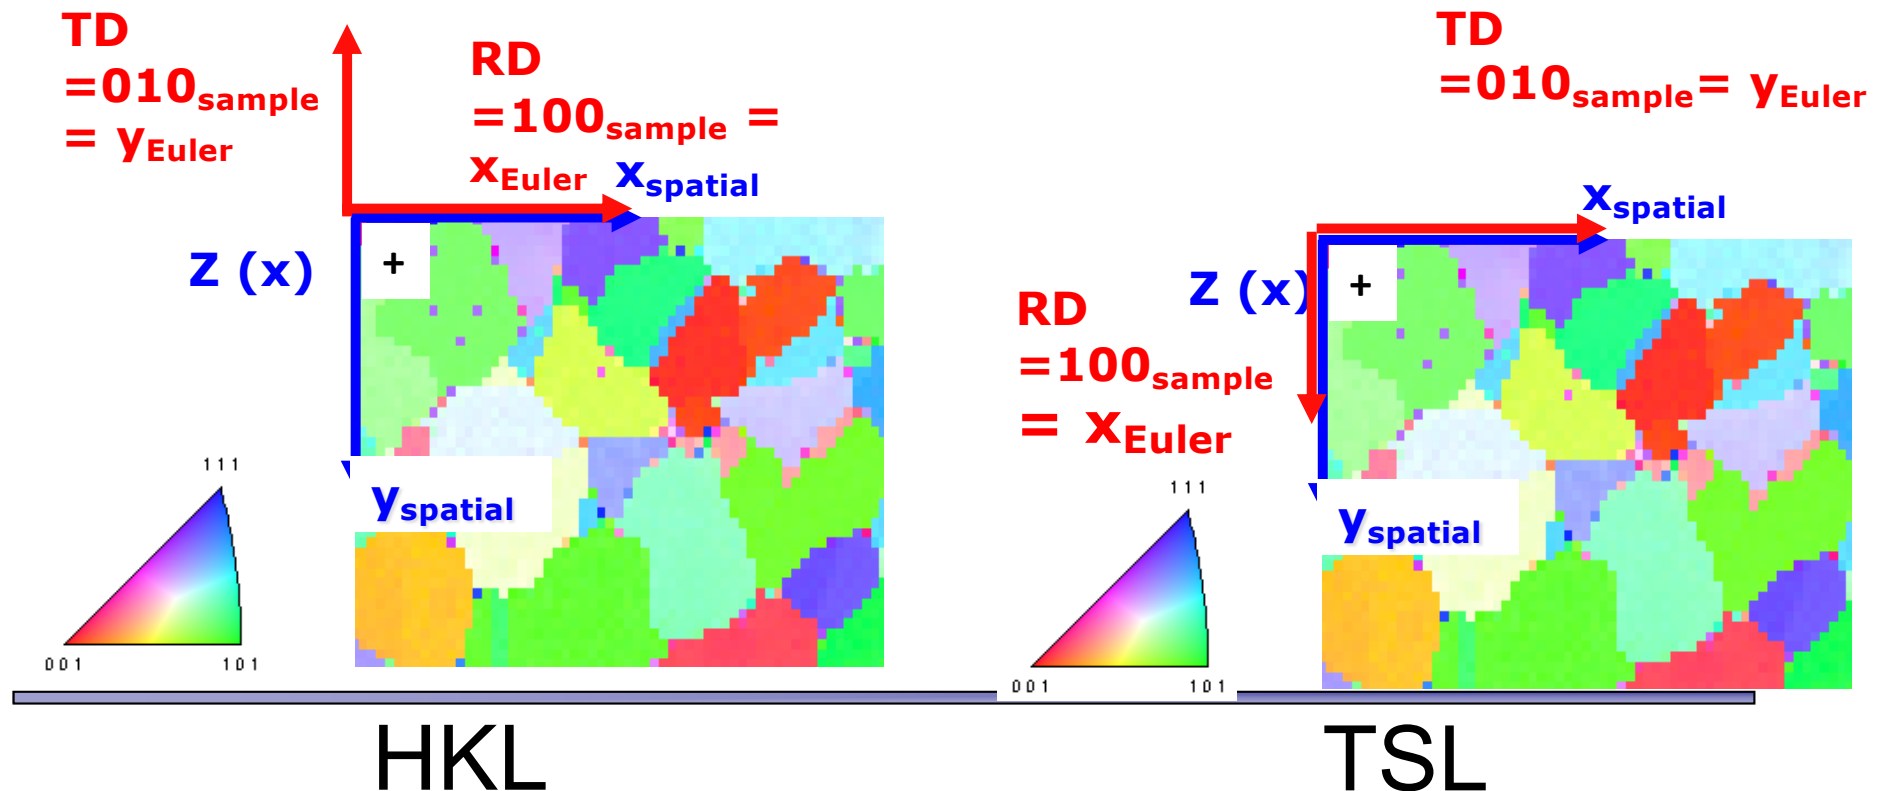 TD
=010sample
= yEuler
RD
=100sample =
xEuler
xspatial
Z (x)
+
yspatial
111
001
101
HKL
TD
=010sample= yEuler
xspatial
Z (x)
+
RD
=100sample
= xEuler
yspatial
111
001
101
TSL